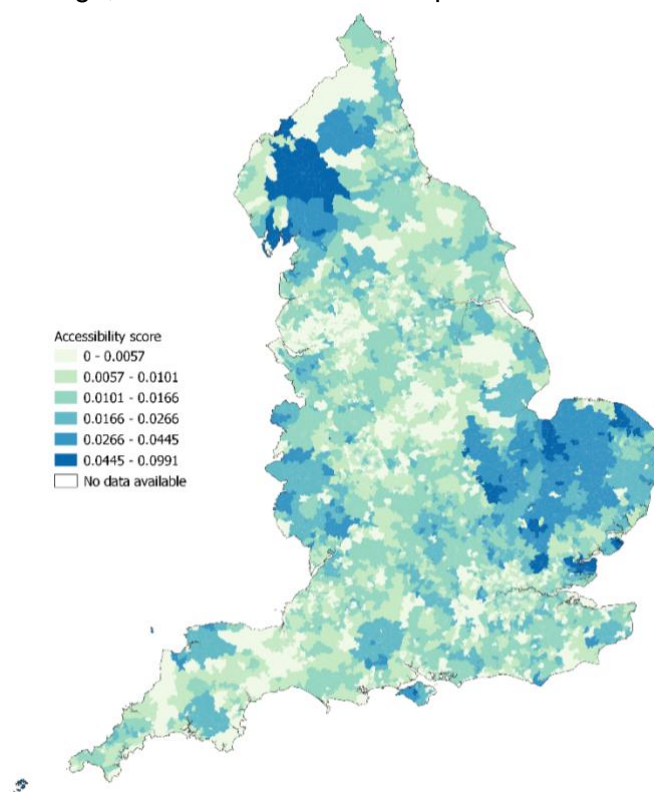 Accessibility score
0 - 0.0057
0.0057 - 0.0101
0.0101 - 0.0166
0.0166 - 0.0266
0.0266 - 0.0445
0.0445 - 0.0991
No data available